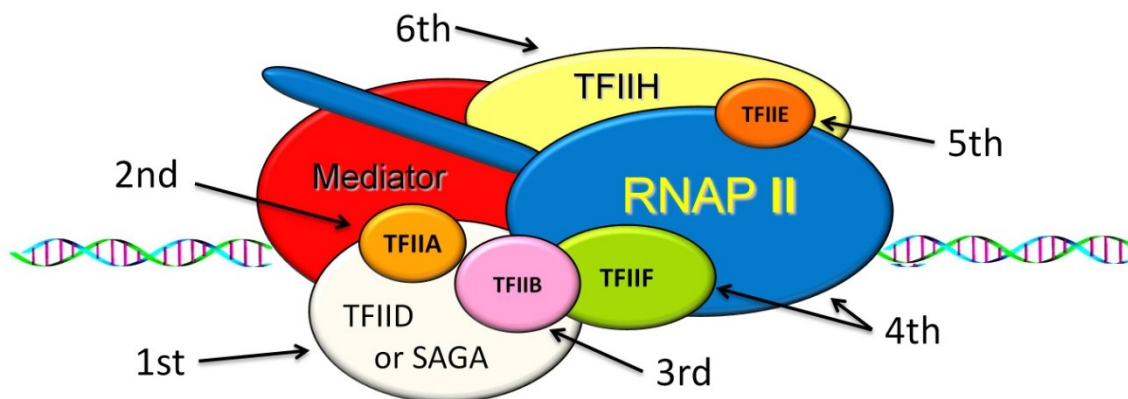 6th
TFIIH
TFIIE
5th
2nd
Mediator
RNAP II
TFIIA
TFIIB
TFIIF
TFIID
or SAGA
4th
1st
3rd